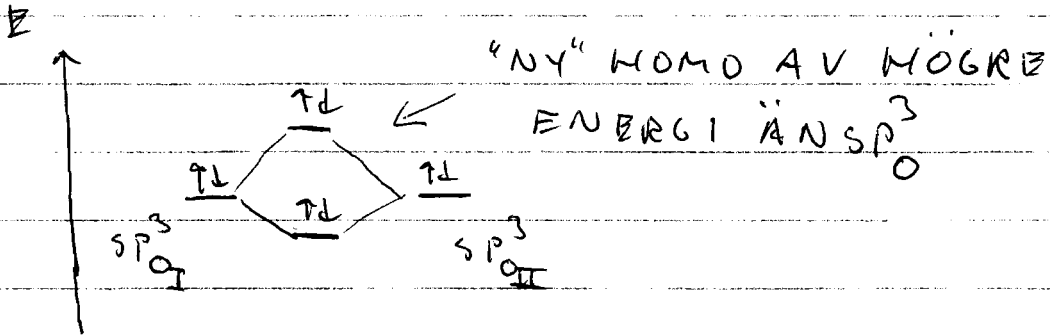 E
"NY" HOMO AV HÖGRE
ENERGI ÄN SP³O
↑↓
↑↓ ↑↓
↑↓
SP³OI SP³OII